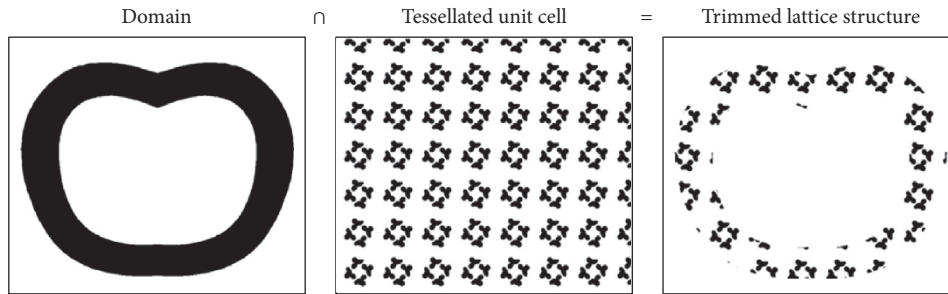 Domain ∩ Tessellated unit cell = Trimmed lattice structure